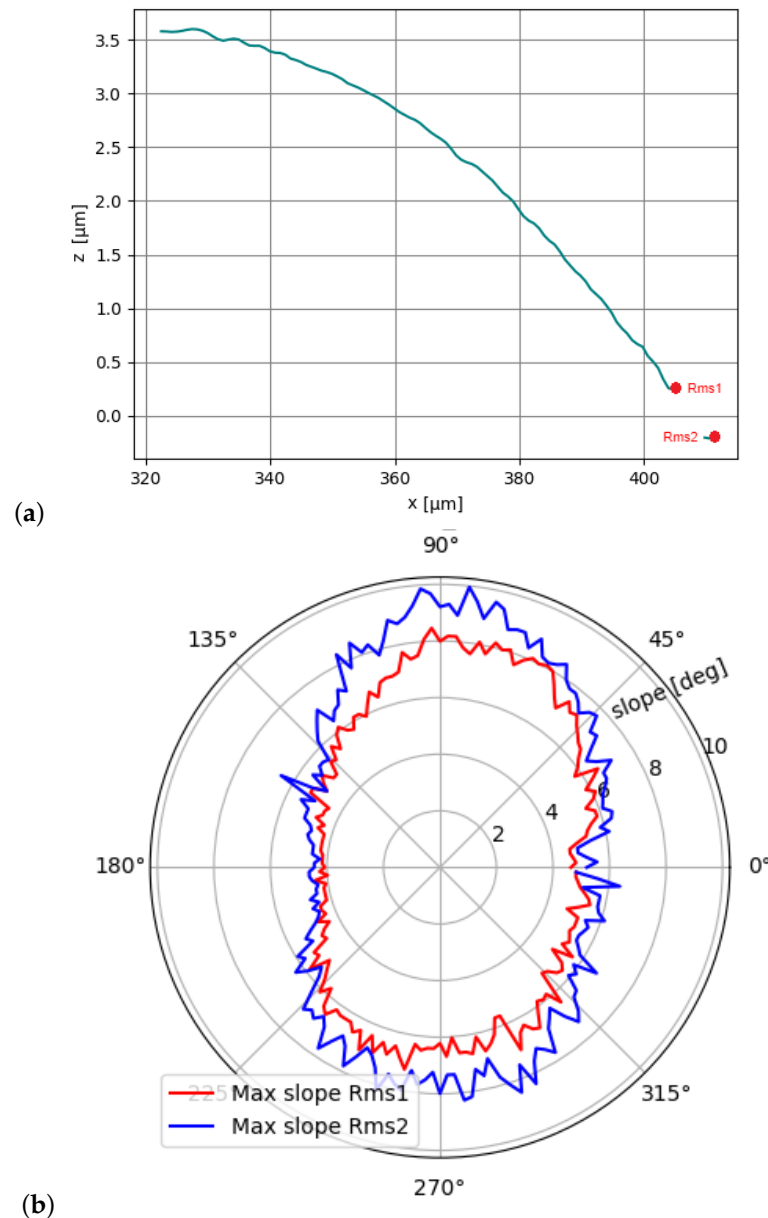 3.5
3.0
2.5
2.0
1.5
1.0
0.5
0.0
z [μm]
Rms1
Rms2
320
340
360
380
400
x [μm]
(a)
90°
135°
45°
slope [deg]
10
8
6
4
2
180°
0°
225°
315°
Max slope Rms1
Max slope Rms2
270°
(b)